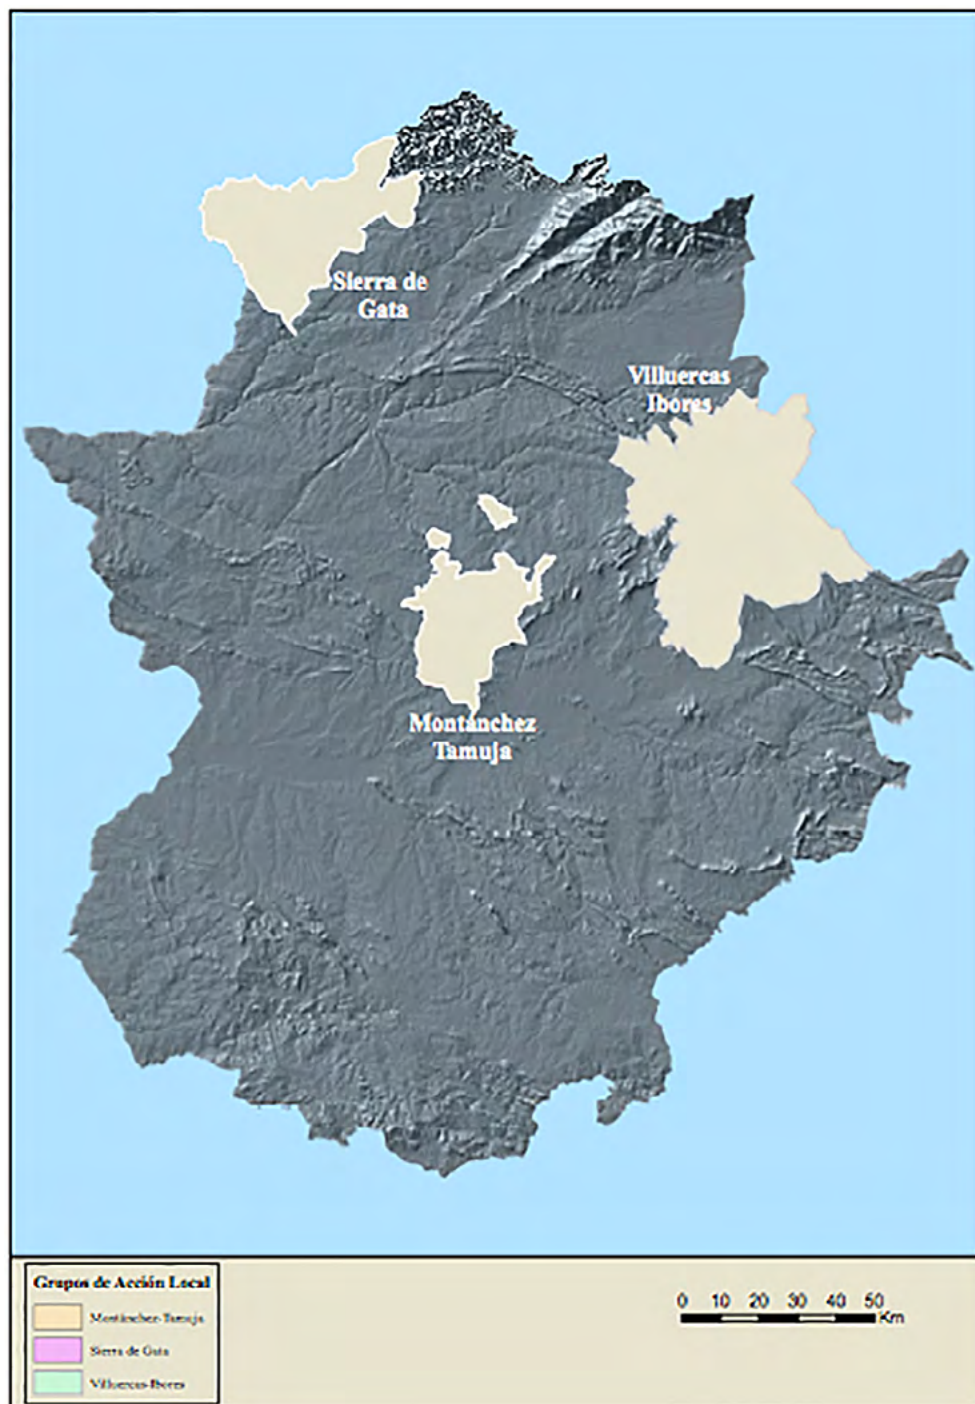 Sierra de
Gata
Villuercas
Ibores
Montánchez
Tamuja
Grupos de Acción Local
Montánchez-Tamuja
Sierra de Gata
Villuercas-Ibores
0 10 20 30 40 50
Km